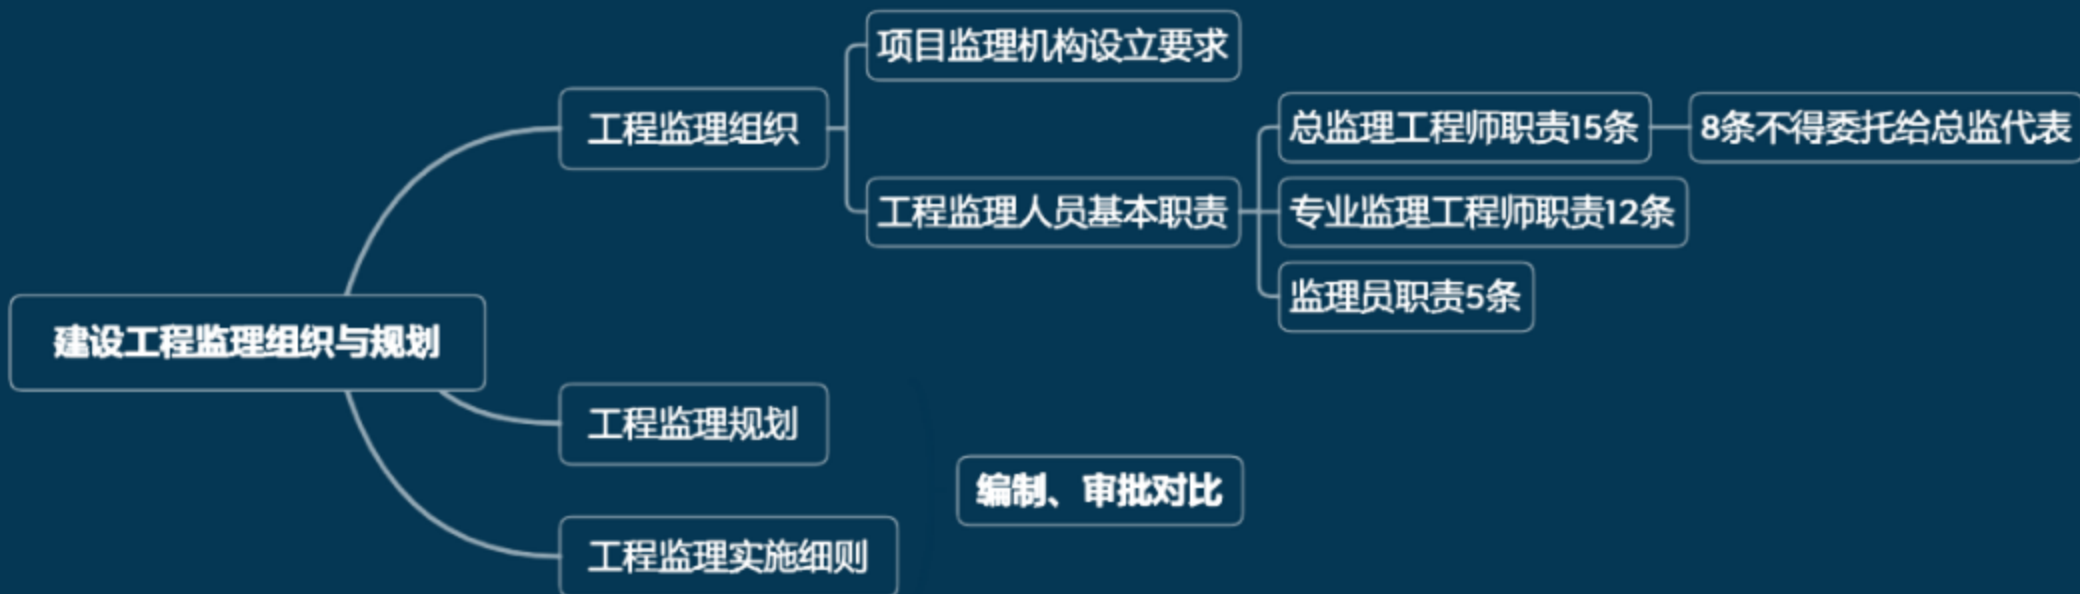 项目监理机构设立要求
工程监理组织
总监理工程师职责15条
8条不得委托给总监代表
工程监理人员基本职责
专业监理工程师职责12条
监理员职责5条
建设工程监理组织与规划
工程监理规划
编制、审批对比
工程监理实施细则